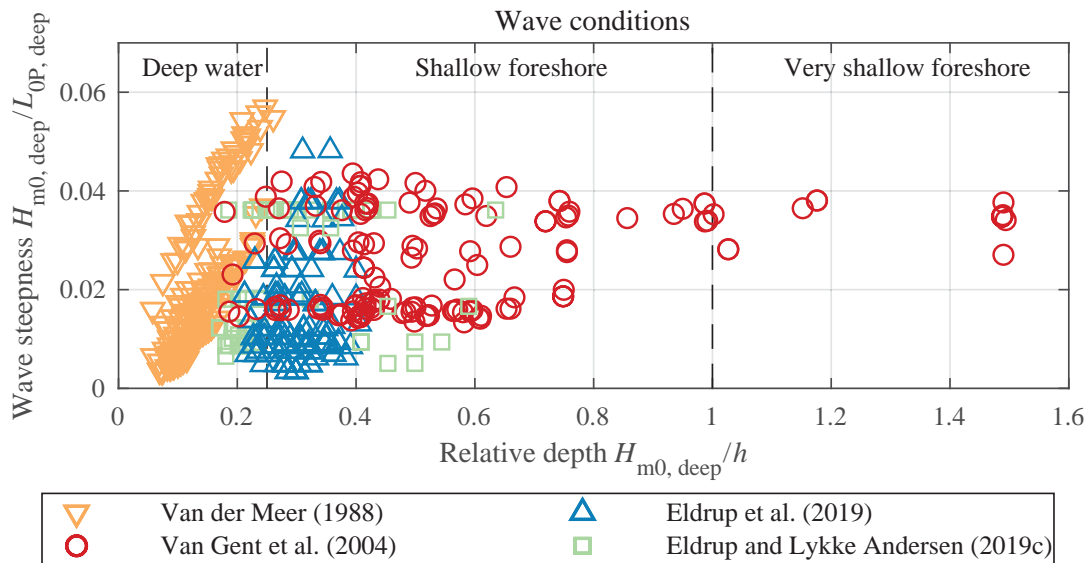 Wave conditions
Deep water
Shallow foreshore
Very shallow foreshore
Wave steepness H_m0, deep/L_0P, deep
0.06
0.04
0.02
0
0 0.2 0.4 0.6 0.8 1 1.2 1.4 1.6
Relative depth H_m0, deep/h
Van der Meer (1988)
Eldrup et al. (2019)
Van Gent et al. (2004)
Eldrup and Lykke Andersen (2019c)